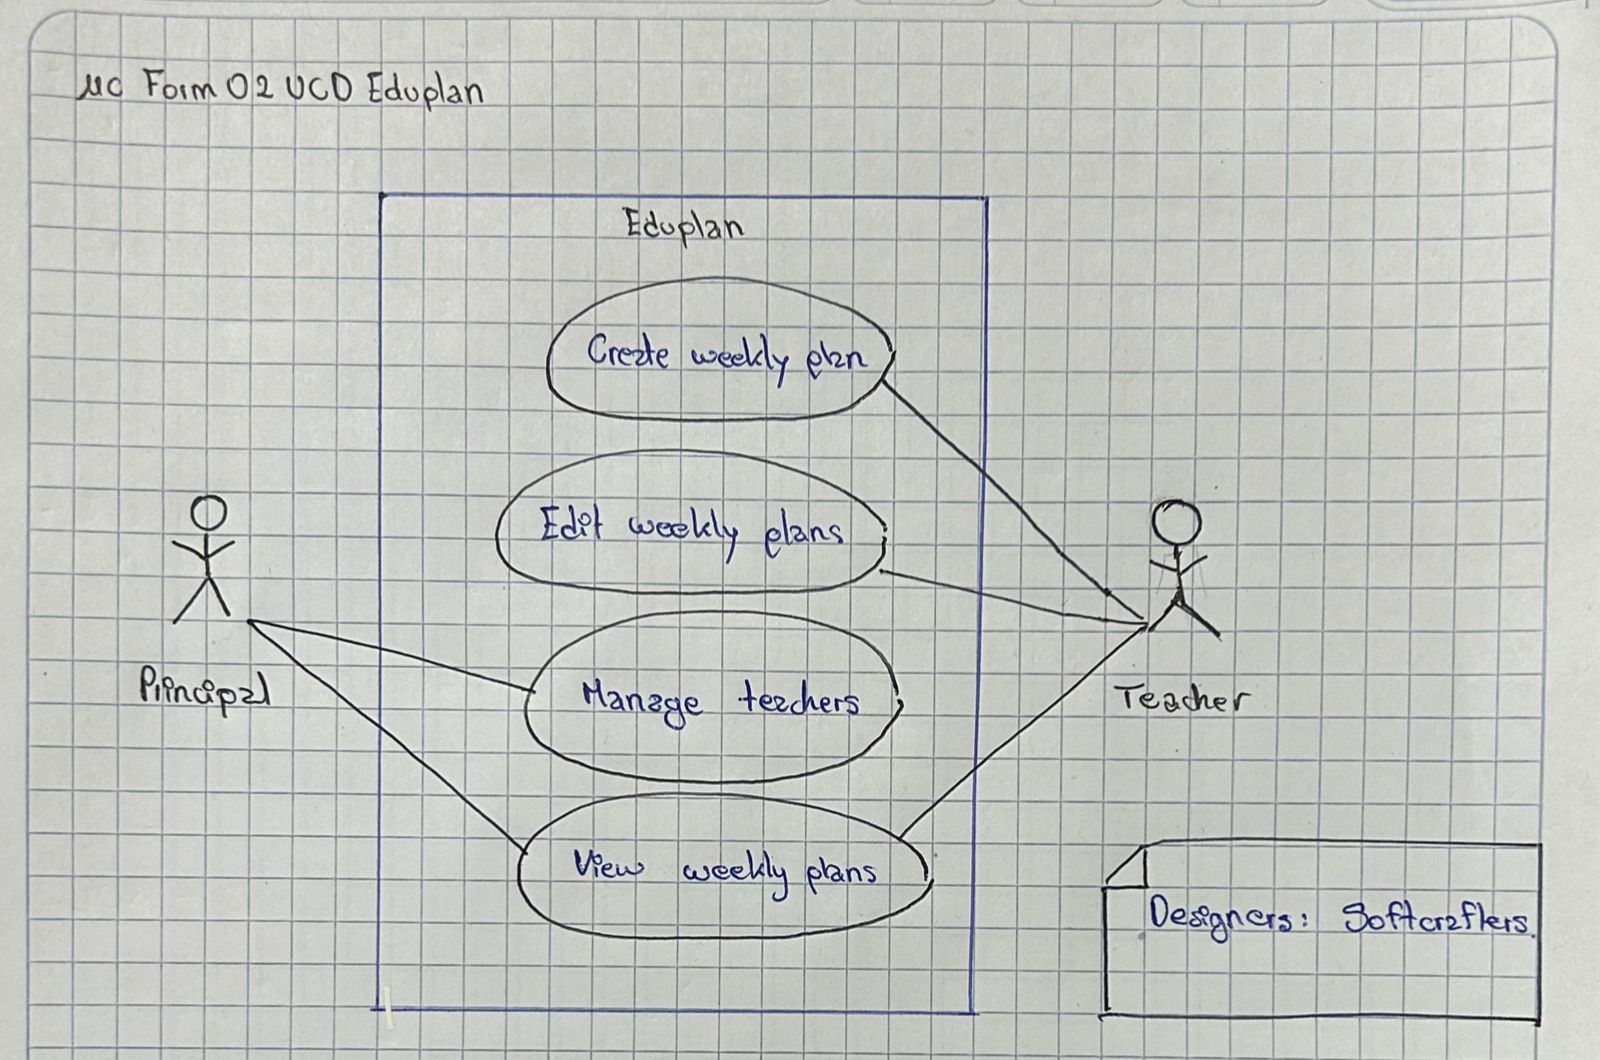 uc Form 02 UCD Eduplan
Eduplan
Create weekly plan
Edit weekly plans
Principal
Manage teachers
Teacher
View weekly plans
Designers: Softcrafters.